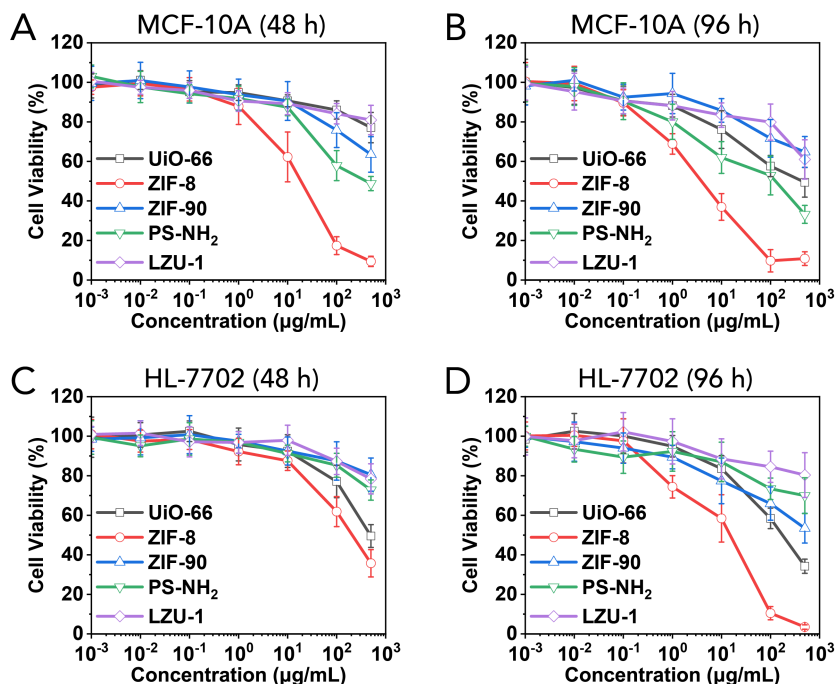 A
MCF-10A (48 h)
Cell Viability (%)
120
100
80
60
40
20
0
UiO-66
ZIF-8
ZIF-90
PS-NH₂
LZU-1
10⁻³ 10⁻² 10⁻¹ 10⁰ 10¹ 10² 10³
Concentration (µg/mL)
B
MCF-10A (96 h)
Cell Viability (%)
120
100
80
60
40
20
0
UiO-66
ZIF-8
ZIF-90
PS-NH₂
LZU-1
10⁻³ 10⁻² 10⁻¹ 10⁰ 10¹ 10² 10³
Concentration (µg/mL)
C
HL-7702 (48 h)
Cell Viability (%)
120
100
80
60
40
20
0
UiO-66
ZIF-8
ZIF-90
PS-NH₂
LZU-1
10⁻³ 10⁻² 10⁻¹ 10⁰ 10¹ 10² 10³
Concentration (µg/mL)
D
HL-7702 (96 h)
Cell Viability (%)
120
100
80
60
40
20
0
UiO-66
ZIF-8
ZIF-90
PS-NH₂
LZU-1
10⁻³ 10⁻² 10⁻¹ 10⁰ 10¹ 10² 10³
Concentration (µg/mL)